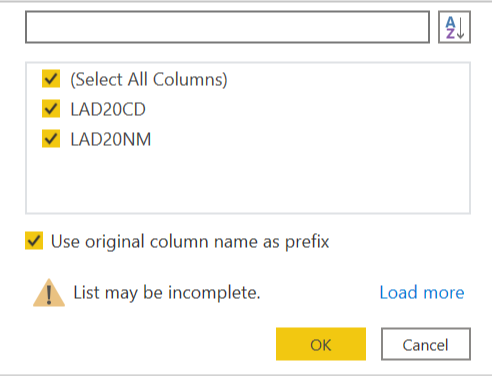 AZ
(Select All Columns)
LAD20CD
LAD20NM
Use original column name as prefix
List may be incomplete. Load more
OK Cancel